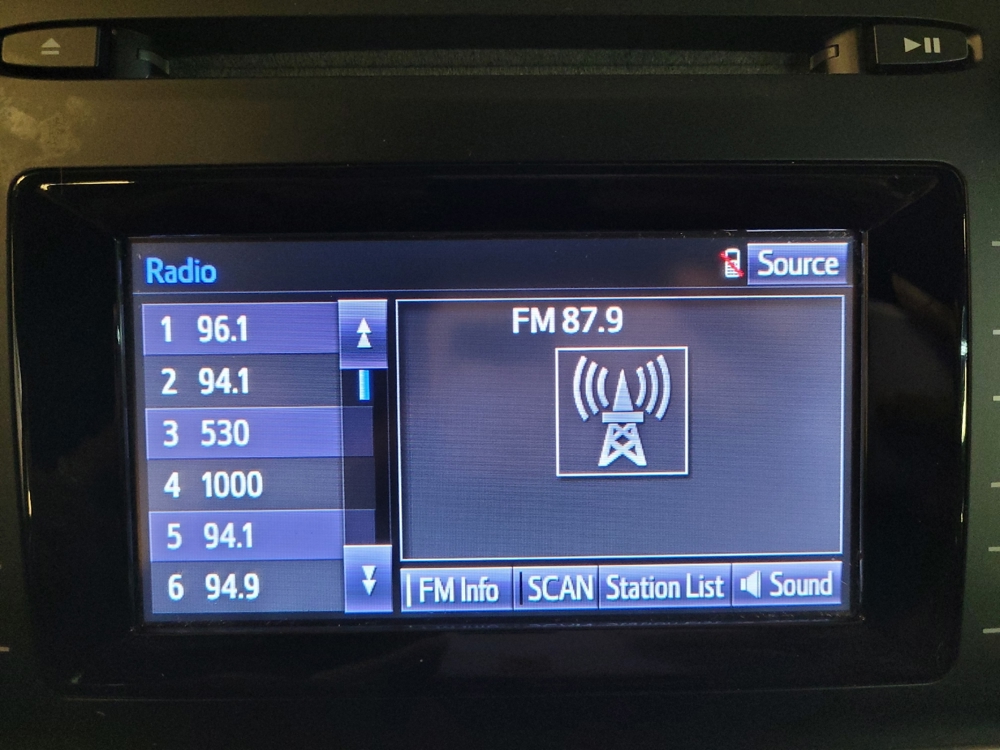 Radio
Source
1 96.1
2 94.1
3 530
4 1000
5 94.1
6 94.9
FM 87.9
FM Info
SCAN
Station List
Sound